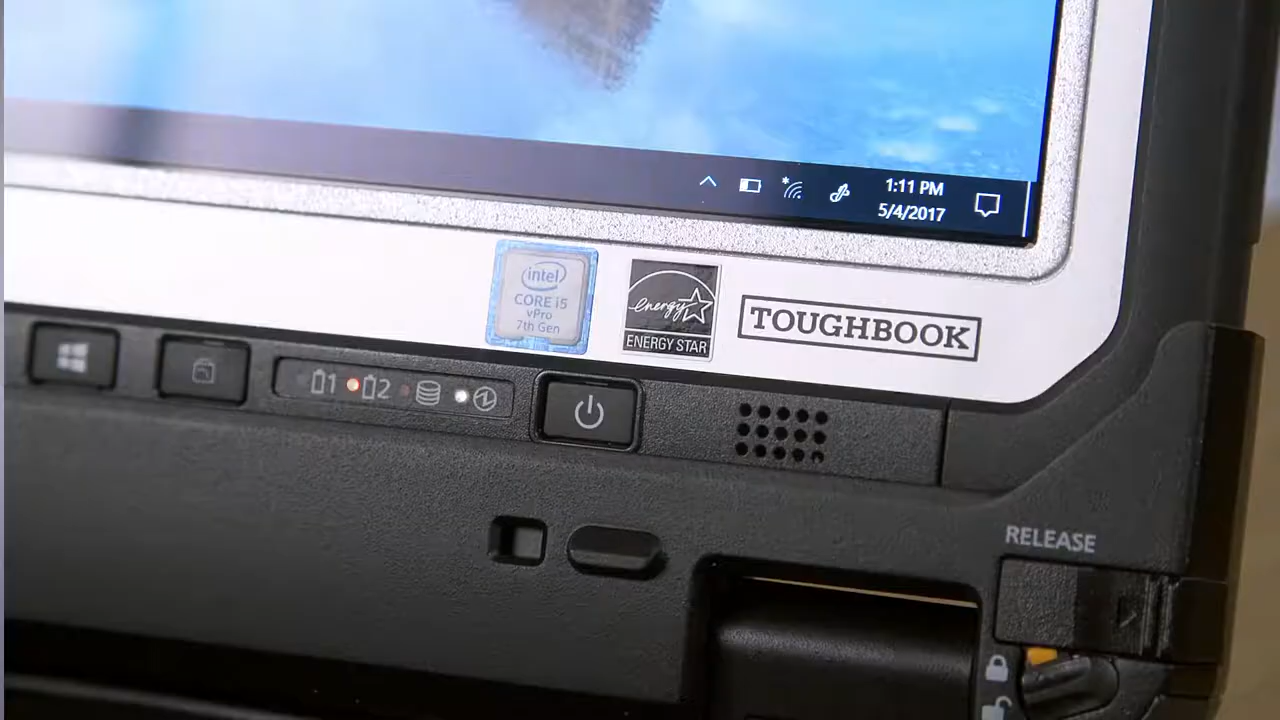 1:11 PM
5/4/2017
intel
CORE i5
vPro
7th Gen
energy
ENERGY STAR
TOUGHBOOK
1
2
RELEASE